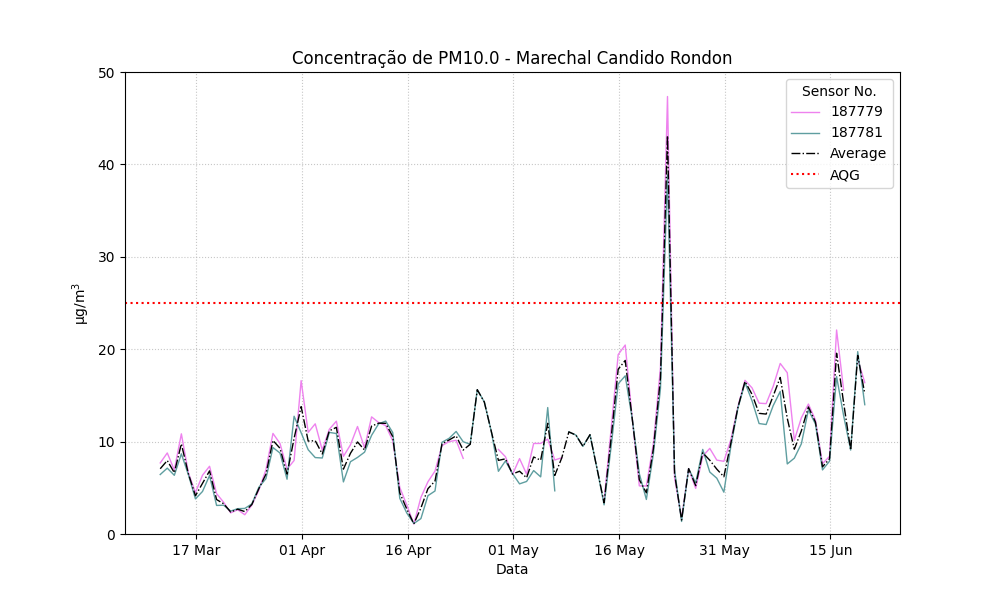 Concentração de PM10.0 - Marechal Candido Rondon
Sensor No.
187779
187781
Average
AQG
µg/m³
50
40
30
20
10
0
17 Mar
01 Apr
16 Apr
01 May
16 May
31 May
15 Jun
Data